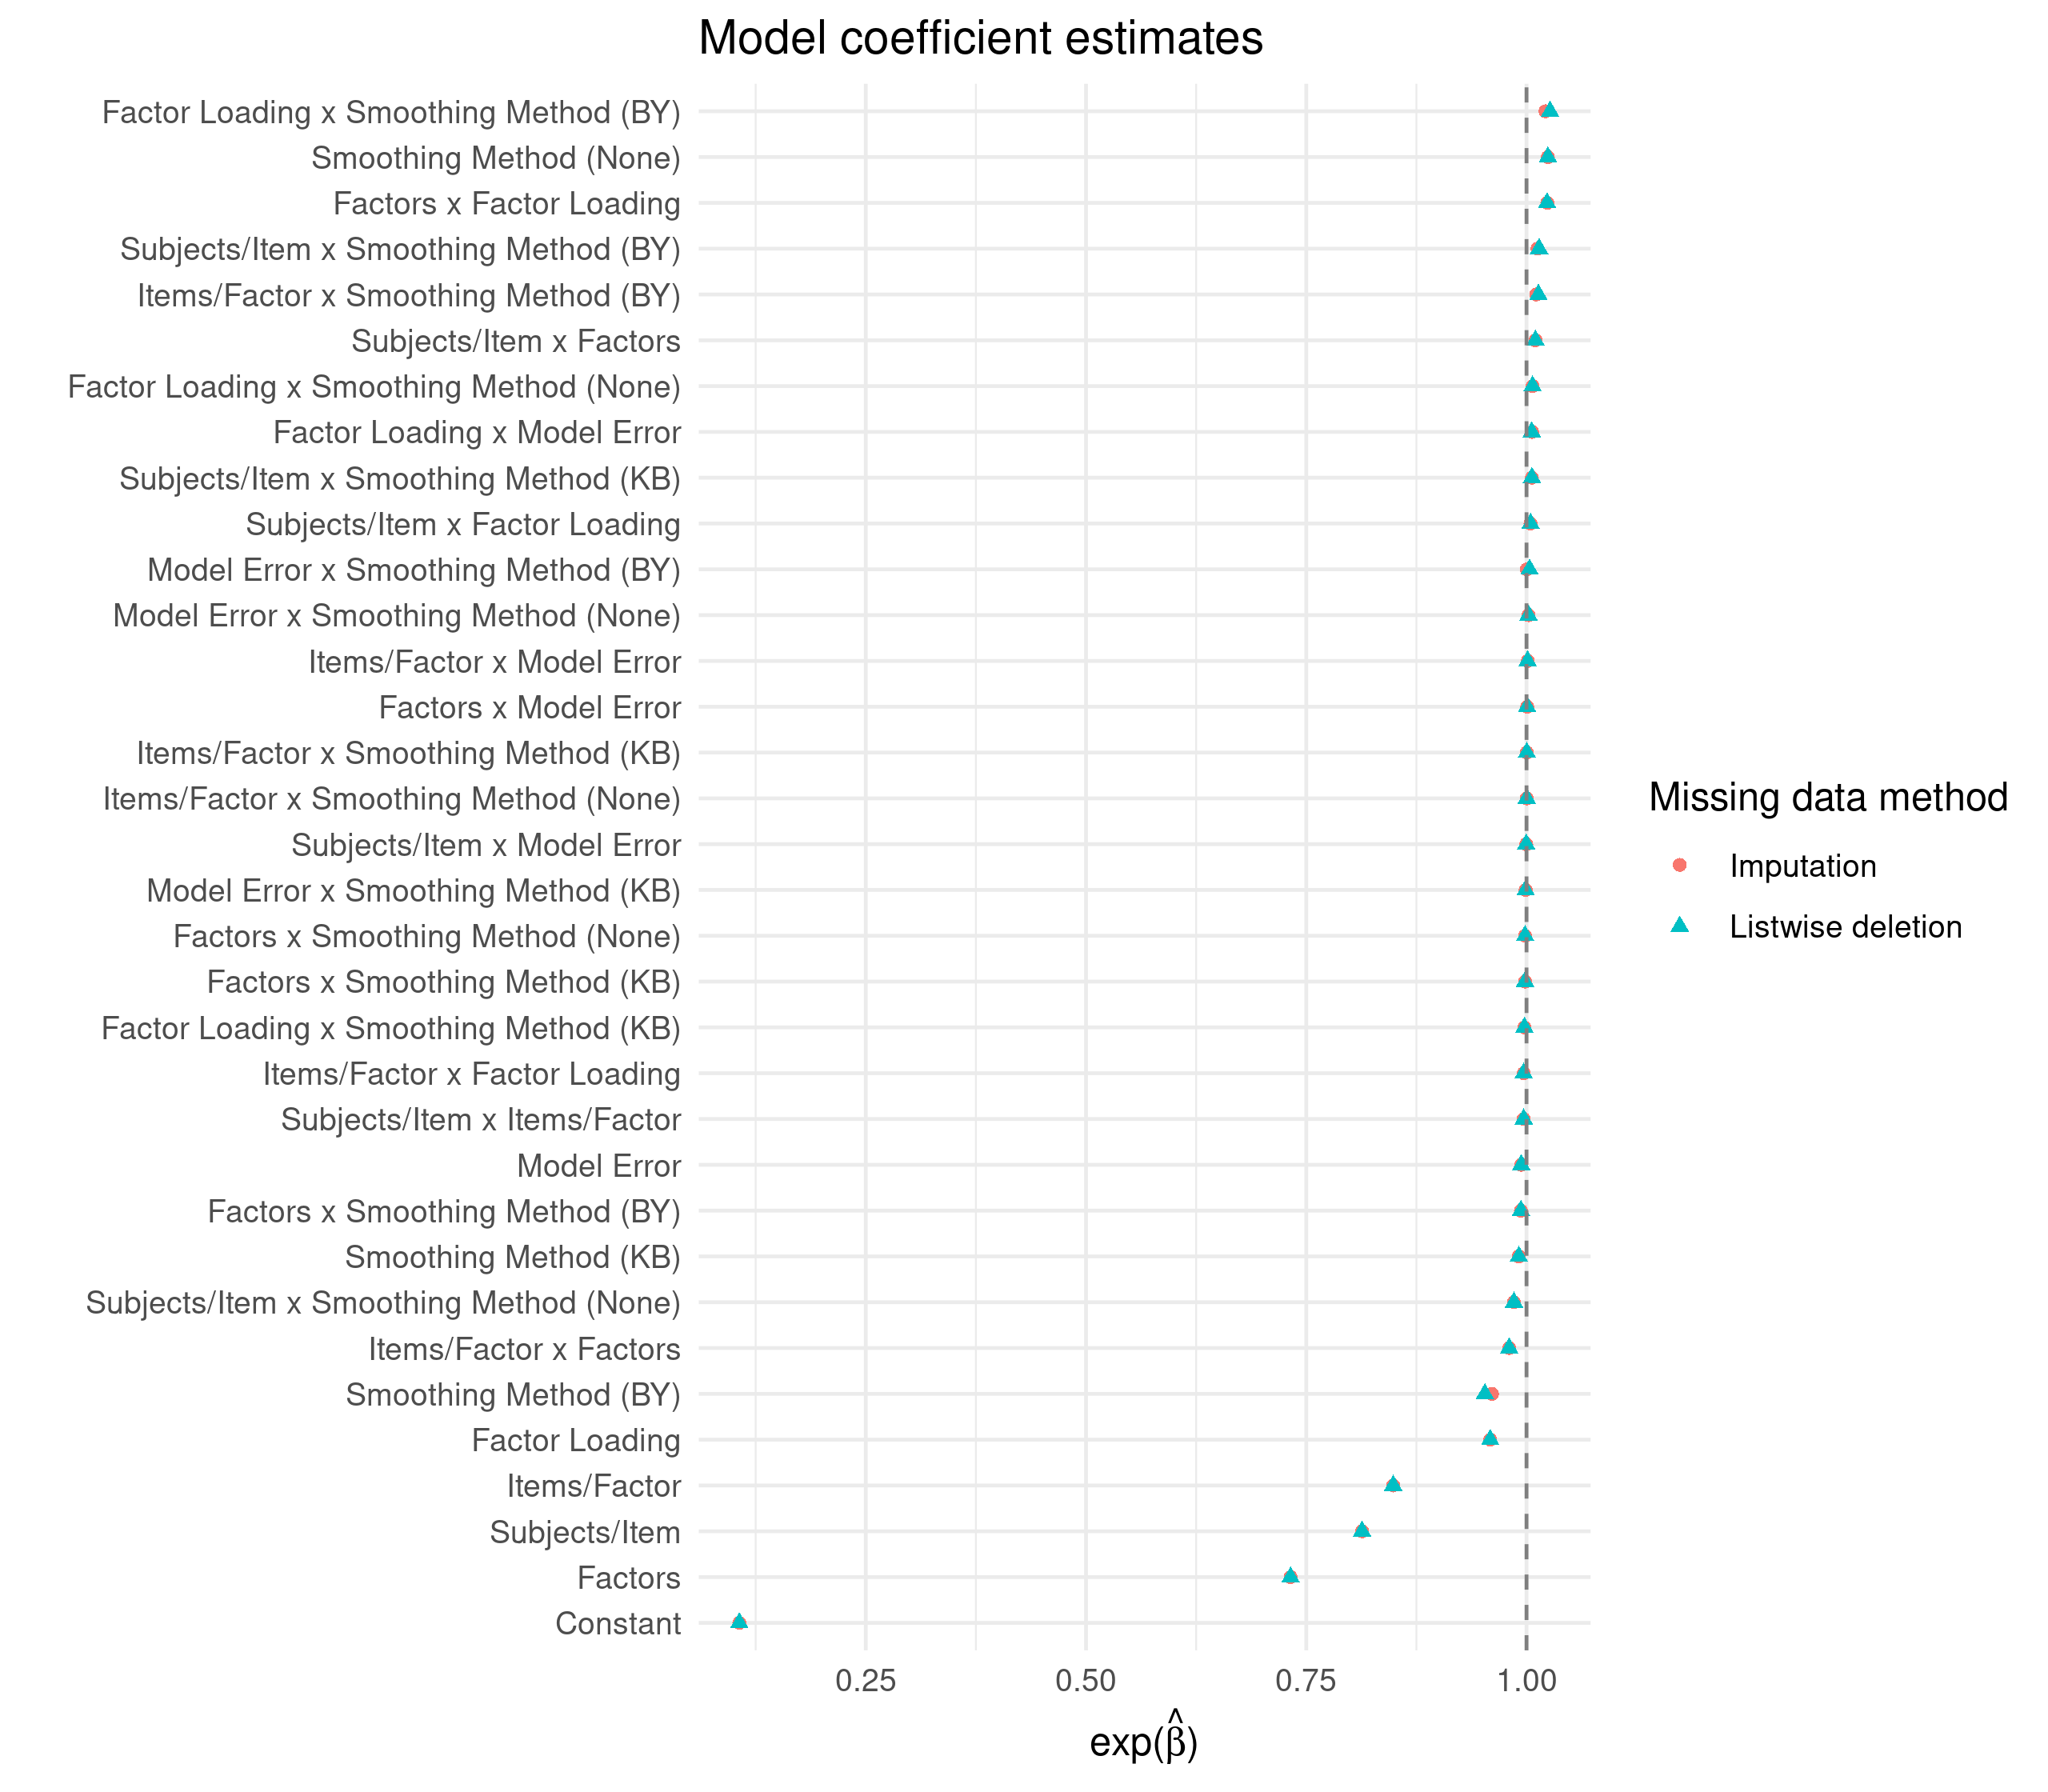 Model coefficient estimates
Factor Loading x Smoothing Method (BY)
Smoothing Method (None)
Factors x Factor Loading
Subjects/Item x Smoothing Method (BY)
Items/Factor x Smoothing Method (BY)
Subjects/Item x Factors
Factor Loading x Smoothing Method (None)
Factor Loading x Model Error
Subjects/Item x Smoothing Method (KB)
Subjects/Item x Factor Loading
Model Error x Smoothing Method (BY)
Model Error x Smoothing Method (None)
Items/Factor x Model Error
Factors x Model Error
Items/Factor x Smoothing Method (KB)
Items/Factor x Smoothing Method (None)
Subjects/Item x Model Error
Model Error x Smoothing Method (KB)
Factors x Smoothing Method (None)
Factors x Smoothing Method (KB)
Factor Loading x Smoothing Method (KB)
Items/Factor x Factor Loading
Subjects/Item x Items/Factor
Model Error
Factors x Smoothing Method (BY)
Smoothing Method (KB)
Subjects/Item x Smoothing Method (None)
Items/Factor x Factors
Smoothing Method (BY)
Factor Loading
Items/Factor
Subjects/Item
Factors
Constant
0.25 0.50 0.75 1.00
exp(β̂)
Missing data method
Imputation
Listwise deletion